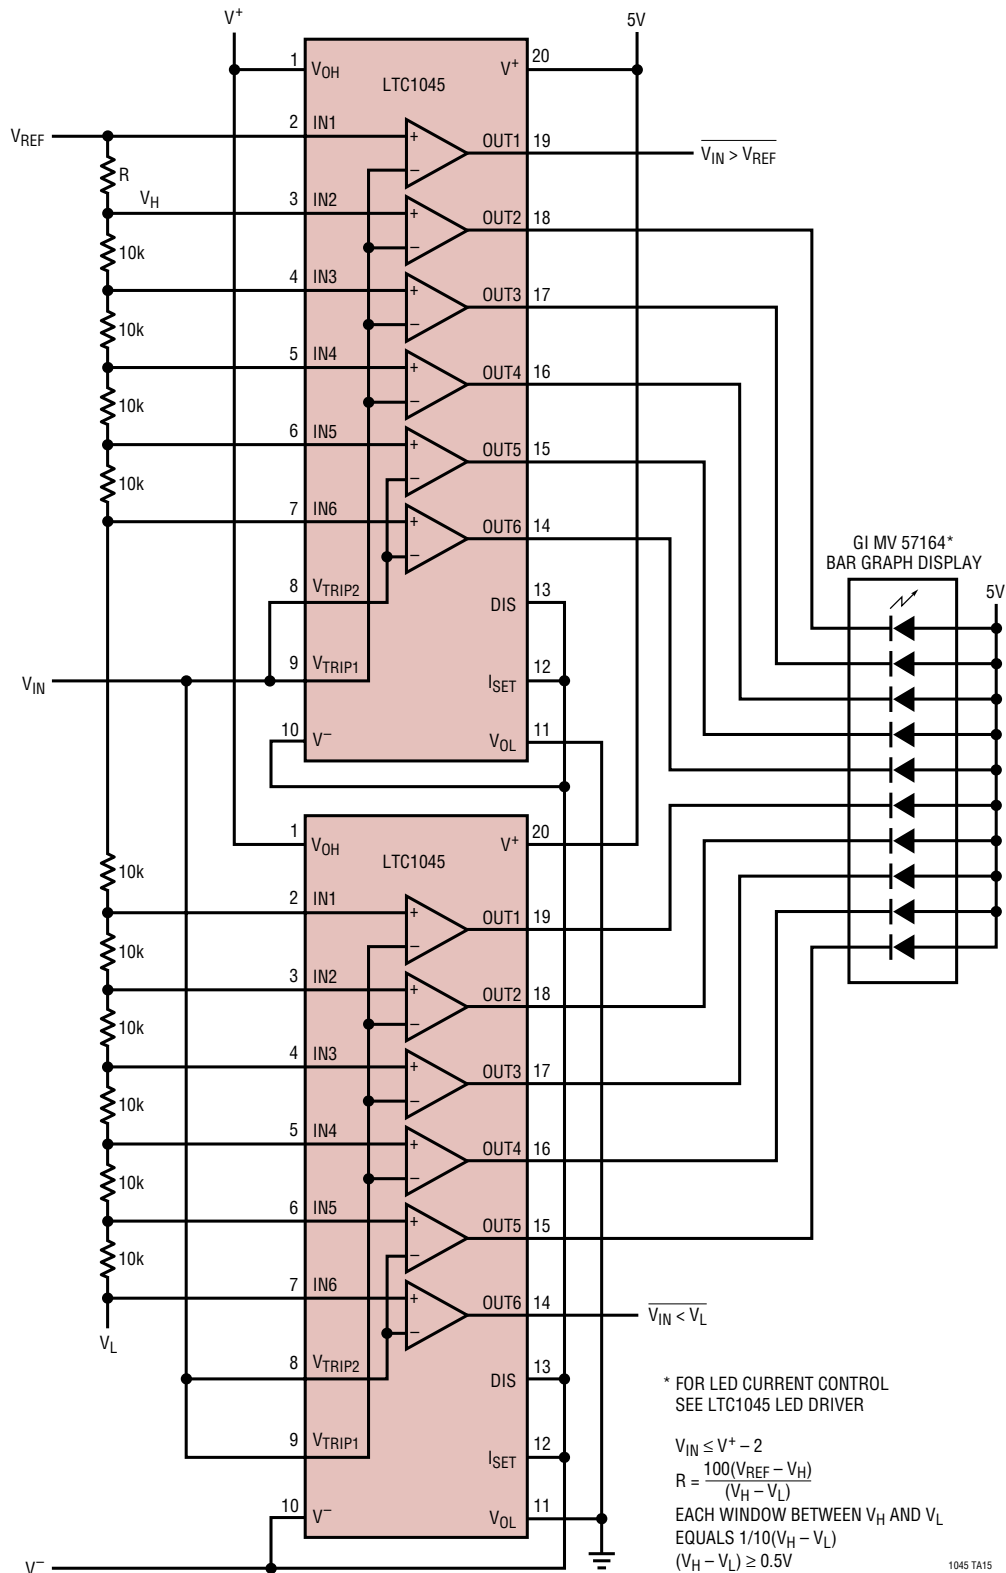 V+
5V
1
VOH
V+
20
LTC1045
VREF
2
IN1
OUT1
19
VIN > VREF
R
VH
3
IN2
OUT2
18
10k
4
IN3
OUT3
17
10k
5
IN4
OUT4
16
10k
6
IN5
OUT5
15
10k
7
IN6
OUT6
14
GI MV 57164*
BAR GRAPH DISPLAY
5V
8
VTRIP2
DIS
13
VIN
9
VTRIP1
ISET
12
10
V–
VOL
11
1
VOH
V+
20
LTC1045
10k
2
IN1
OUT1
19
10k
3
IN2
OUT2
18
10k
4
IN3
OUT3
17
10k
5
IN4
OUT4
16
10k
6
IN5
OUT5
15
10k
7
IN6
OUT6
14
VIN < VL
VL
8
VTRIP2
DIS
13
9
VTRIP1
ISET
12
10
V–
VOL
11
V–
* FOR LED CURRENT CONTROL
SEE LTC1045 LED DRIVER
VIN ≤ V+ – 2
R = 100(VREF – VH)
(VH – VL)
EACH WINDOW BETWEEN VH AND VL
EQUALS 1/10(VH – VL)
(VH – VL) ≥ 0.5V
1045 TA15
+
–
+
–
+
–
+
–
+
–
+
–
+
–
+
–
+
–
+
–
+
–
+
–